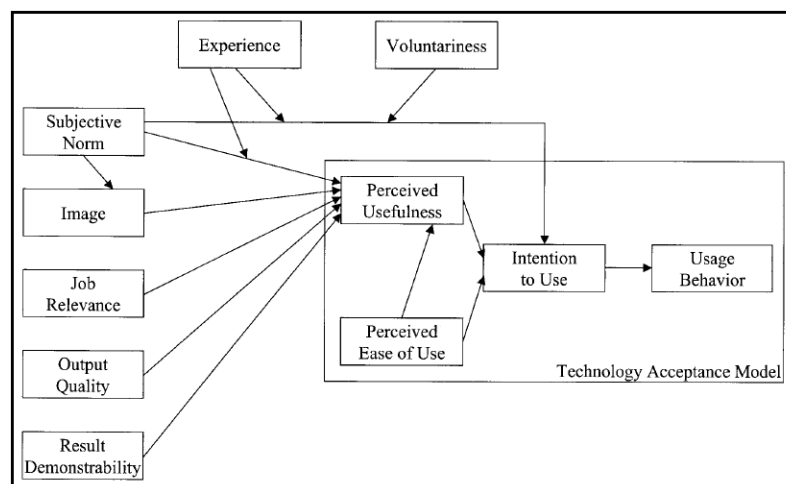 Experience
Voluntariness
Subjective
Norm
Image
Job
Relevance
Output
Quality
Result
Demonstrability
Perceived
Usefulness
Perceived
Ease of Use
Intention
to Use
Usage
Behavior
Technology Acceptance Model